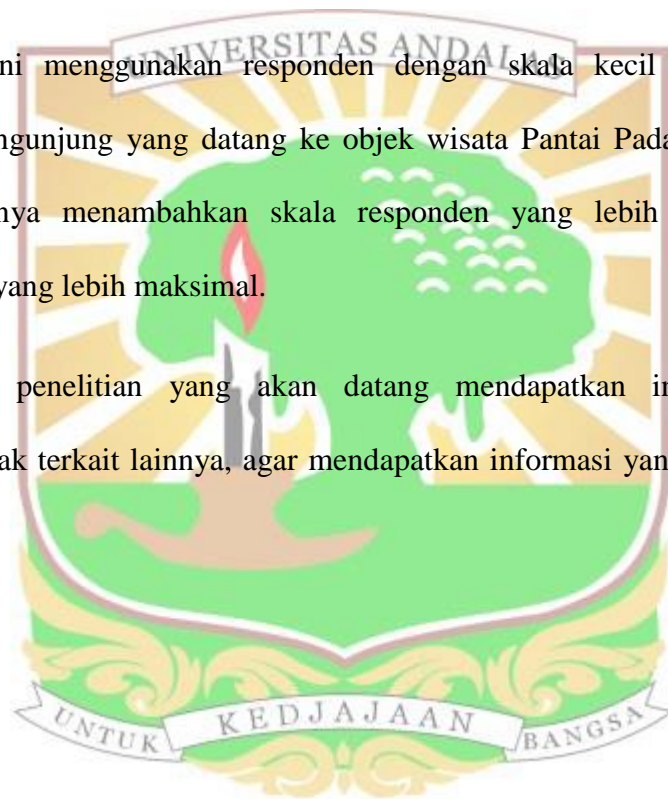 UNIVERSITAS ANDALAS
ni menggunakan responden dengan skala kecil
ngunjung yang datang ke objek wisata Pantai Pada
nya menambahkan skala responden yang lebih
yang lebih maksimal.
penelitian yang akan datang mendapatkan in
ak terkait lainnya, agar mendapatkan informasi yan
UNTUK KEDJAJAAN BANGSA